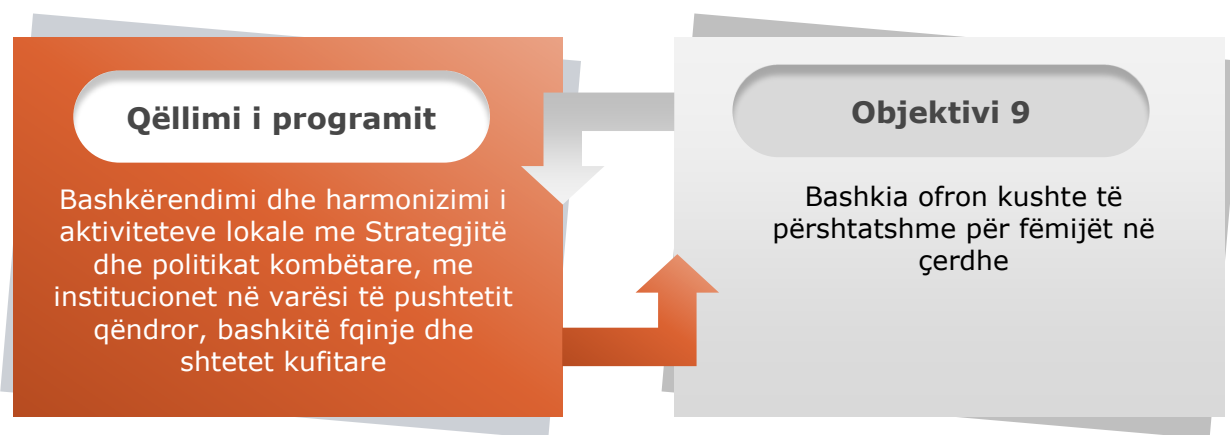 Qëllimi i programit
Bashkërendimi dhe harmonizimi i
aktiviteteve lokale me Strategjitë
dhe politikat kombëtare, me
institucionet në varësi të pushtetit
qëndror, bashkitë fqinje dhe
shtetet kufitare
Objektivi 9
Bashkia ofron kushte të
përshtatshme për fëmijët në
çerdhe